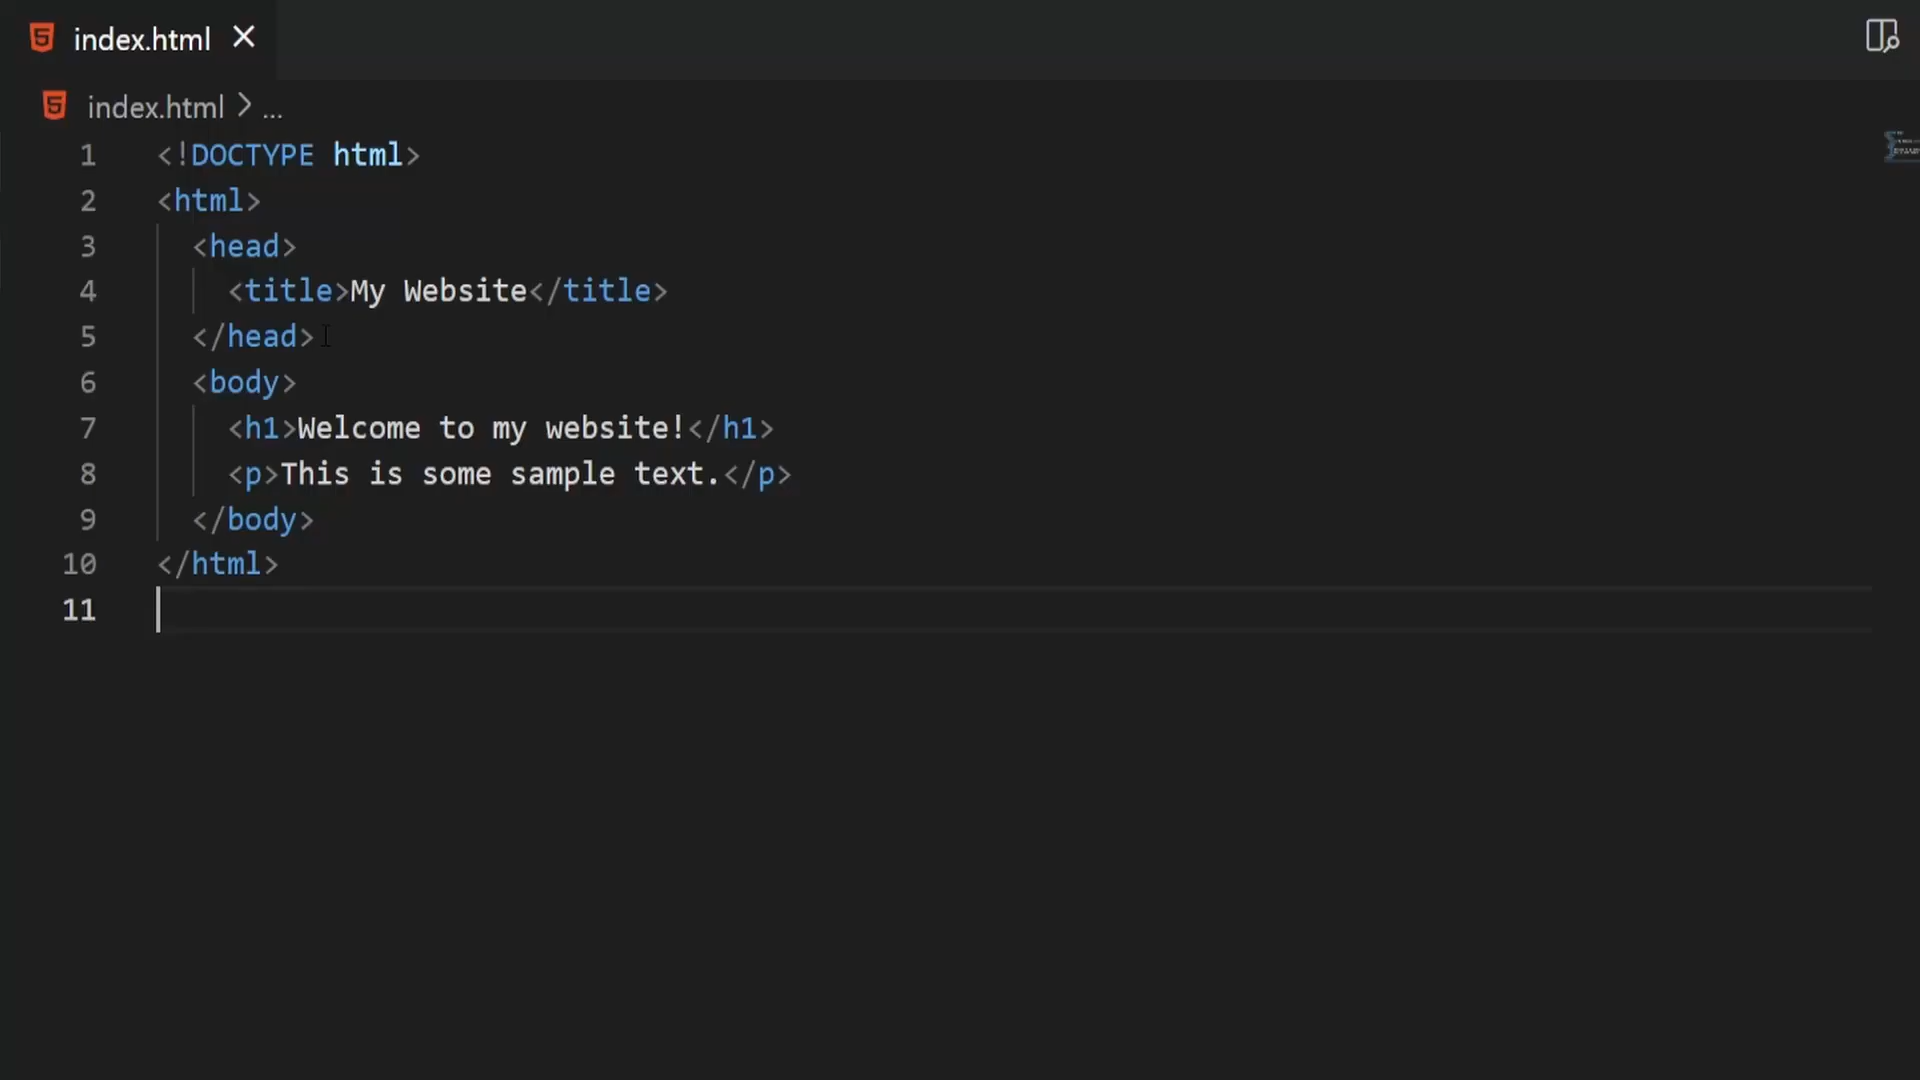 index.html
index.html > ...
1 <!DOCTYPE html>
2 <html>
3   <head>
4     <title>My Website</title>
5   </head>
6   <body>
7     <h1>Welcome to my website!</h1>
8     <p>This is some sample text.</p>
9   </body>
10 </html>
11